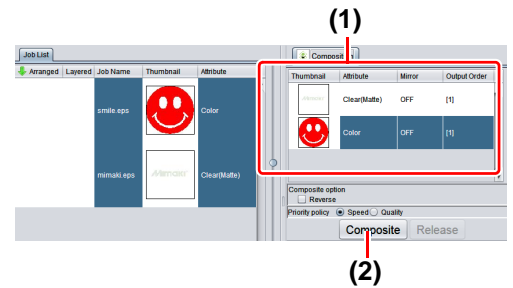 (1)
Job List
Composition
Arranged Layered Job Name Thumbnail Attribute
Thumbnail Attribute Mirror Output Order
smile.eps Color
Clear(Matte) OFF [1]
Color OFF [1]
mimaki.eps Mimaki Clear(Matte)
Composite option
Reverse
Priority policy Speed Quality
Composite Release
(2)